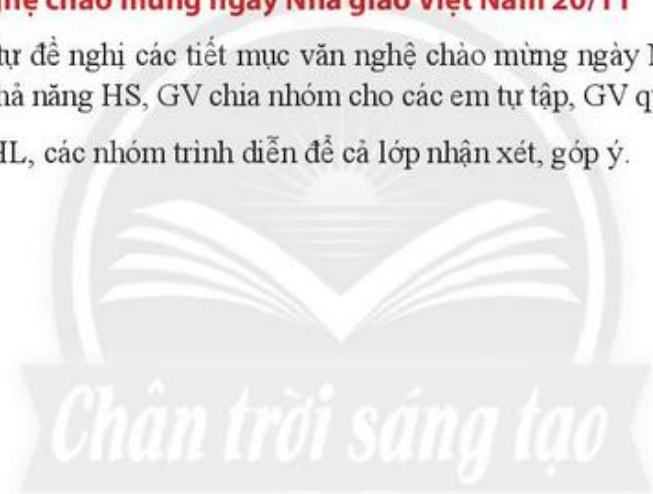 nghệ chào mừng ngày Nhà giáo Việt Nam 20/11
tự đề nghị các tiết mục văn nghệ chào mừng ngày
hả năng HS, GV chia nhóm cho các em tự tập, GV
HL, các nhóm trình diễn để cả lớp nhận xét, góp ý.
Chân trời sáng tạo